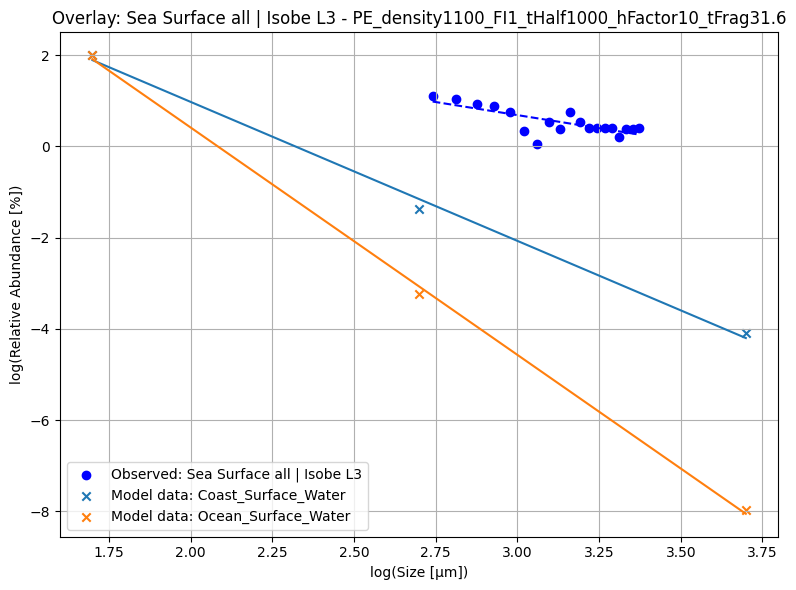 Overlay: Sea Surface all | Isobe L3 - PE_density1100_FI1_tHalf1000_hFactor10_tFrag31.6
2
0
−2
−4
−6
−8
log(Relative Abundance [%])
Observed: Sea Surface all | Isobe L3
Model data: Coast_Surface_Water
Model data: Ocean_Surface_Water
1.75 2.00 2.25 2.50 2.75 3.00 3.25 3.50 3.75
log(Size [µm])